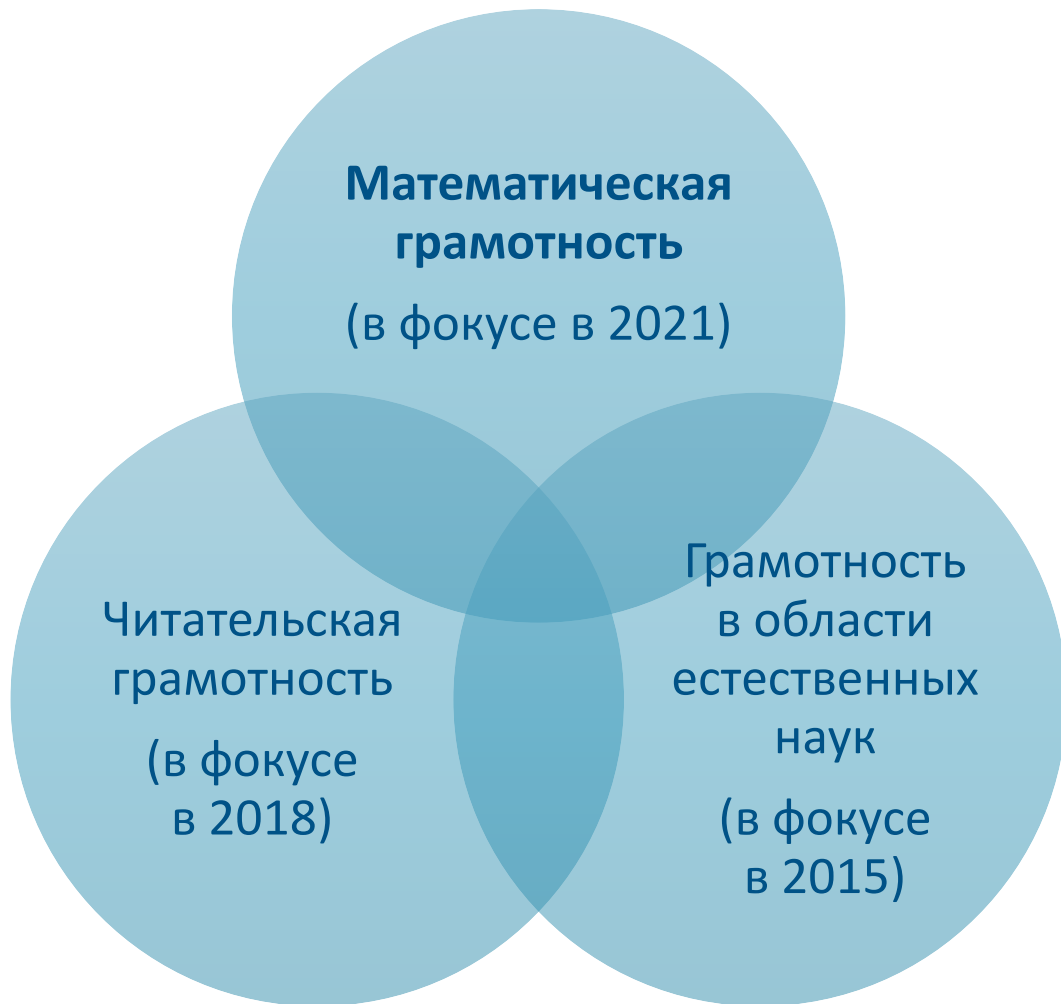 Математическая
грамотность
(в фокусе в 2021)
Читательская
грамотность
(в фокусе
в 2018)
Грамотность
в области
естественных
наук
(в фокусе
в 2015)